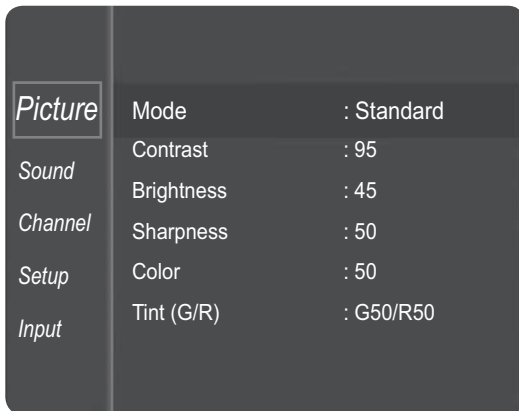 Picture
Sound
Channel
Setup
Input
Mode : Standard
Contrast : 95
Brightness : 45
Sharpness : 50
Color : 50
Tint (G/R) : G50/R50